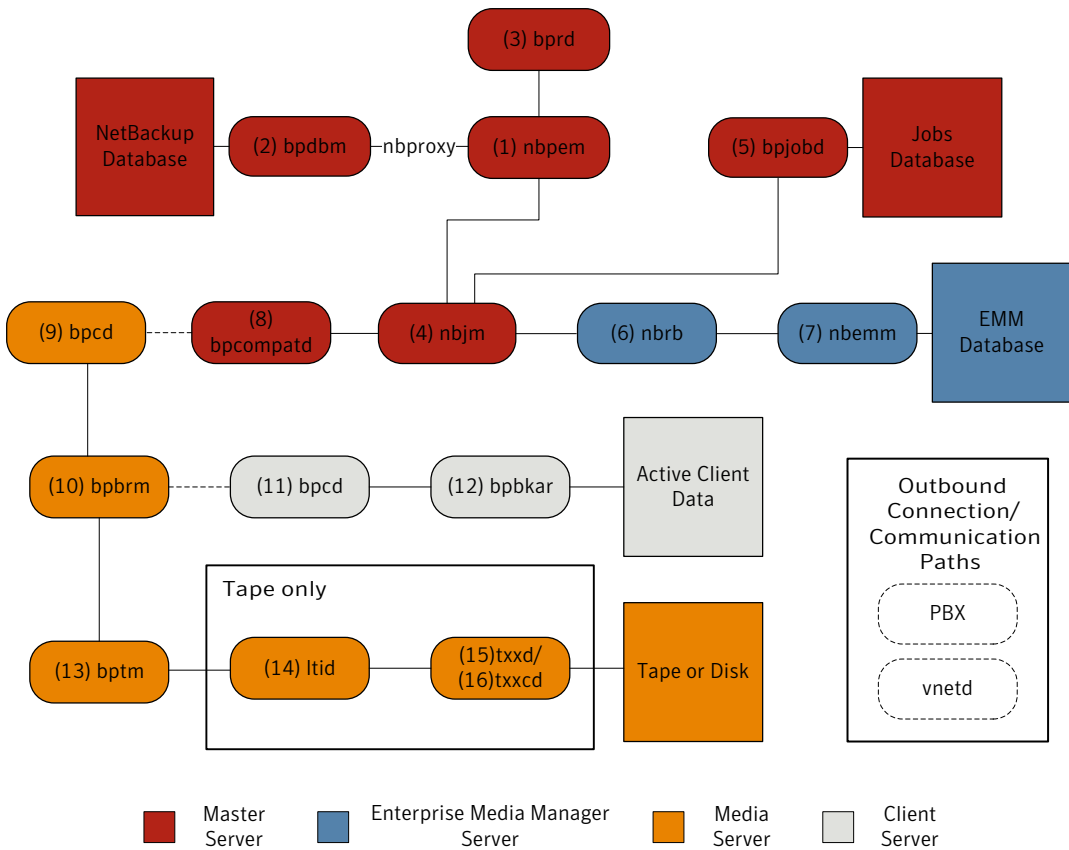 (3) bprd
NetBackup
Database
(2) bpdbm
nbproxy
(1) nbpem
(5) bpjobd
Jobs
Database
(9) bpcd
(8)
bpcompatd
(4) nbjm
(6) nbrb
(7) nbemm
EMM
Database
(10) bpbrm
(11) bpcd
(12) bpbkar
Active Client
Data
Outbound
Connection/
Communication
Paths
PBX
vnetd
Tape only
(13) bptm
(14) ltid
(15)txxd/
(16)txxcd
Tape or Disk
Master
Server
Enterprise Media Manager
Server
Media
Server
Client
Server